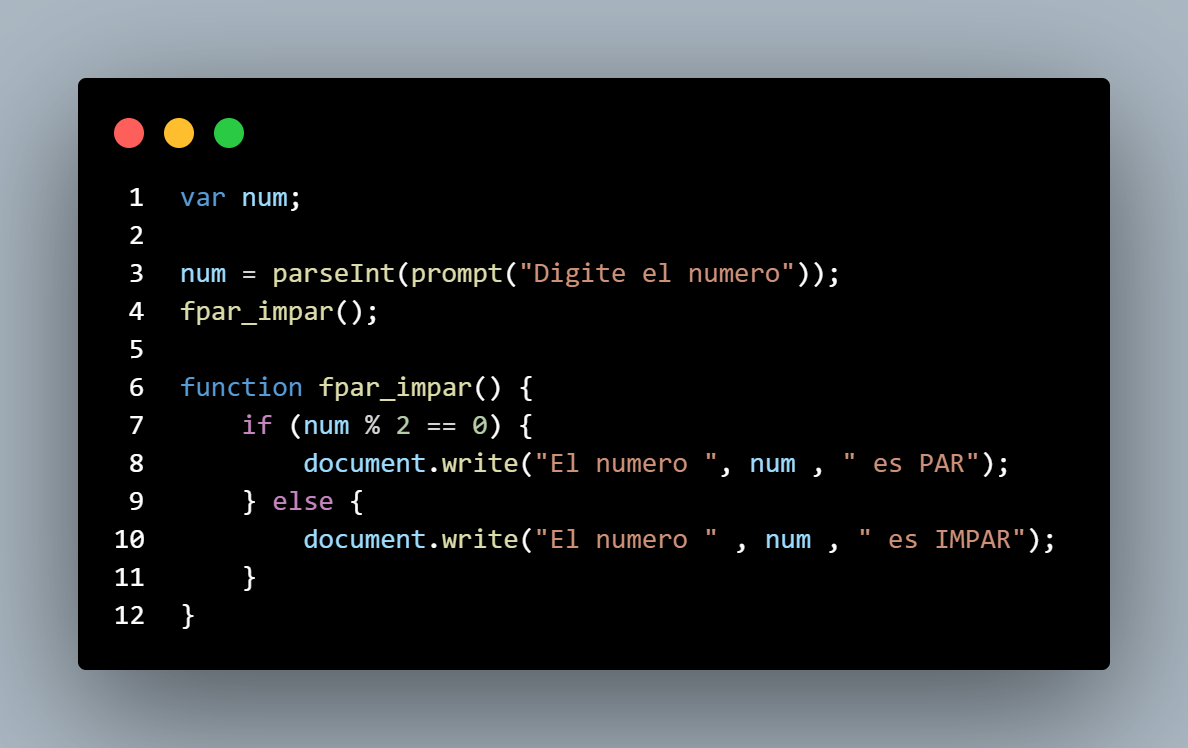 1 var num;
2
3 num = parseInt(prompt("Digite el numero"));
4 fpar_impar();
5
6 function fpar_impar() {
7     if (num % 2 == 0) {
8         document.write("El numero ", num , " es PAR");
9     } else {
10         document.write("El numero " , num , " es IMPAR");
11     }
12 }